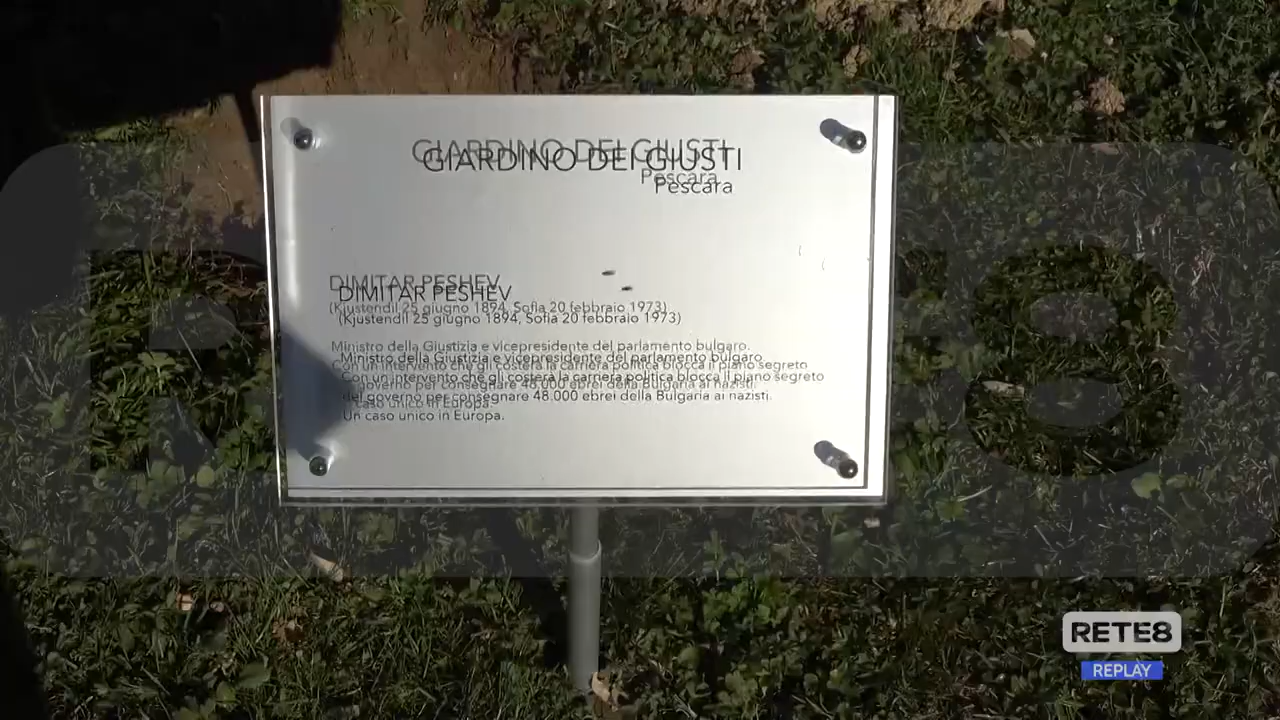 GIARDINO DEI GIUSTI
Pescara
DIMITAR PESHEV
(Kjustendil 25 giugno 1894, Sofia 20 febbraio 1973)
Ministro della Giustizia e vicepresidente del parlamento bulgaro.
Con un intervento che gli costerà la carriera politica blocca il piano segreto
del governo per consegnare 48.000 ebrei della Bulgaria ai nazisti.
Un caso unico in Europa.
RETE8
REPLAY